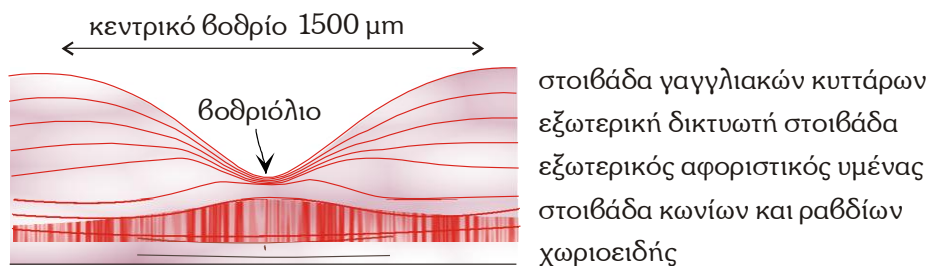 κεντρικό βοθρίο 1500 μm
βοθριόλιο
στοιβάδα γαγγλιακών κυττάρων
εξωτερική δικτυωτή στοιβάδα
εξωτερικός αφοριστικός υμένας
στοιβάδα κωνίων και ραβδίων
χωριοειδής